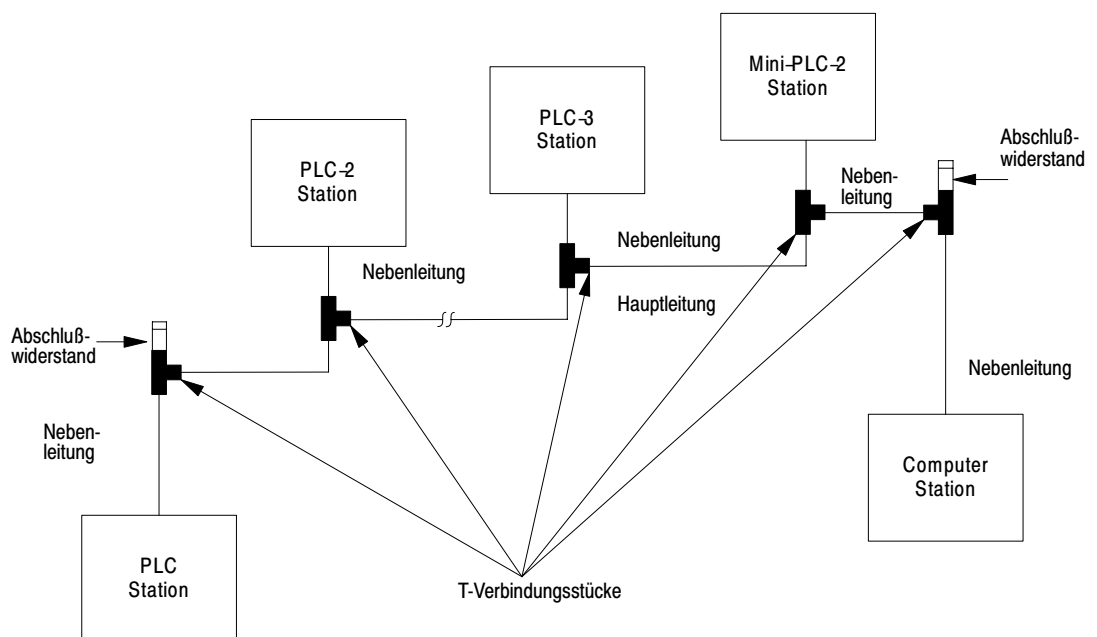 Mini-PLC-2
Station
PLC-3
Station
Abschluß-
widerstand
PLC-2
Station
Neben-
leitung
Nebenleitung
Nebenleitung
Hauptleitung
Abschluß-
widerstand
Nebenleitung
Neben-
leitung
Computer
Station
PLC
Station
T-Verbindungsstücke